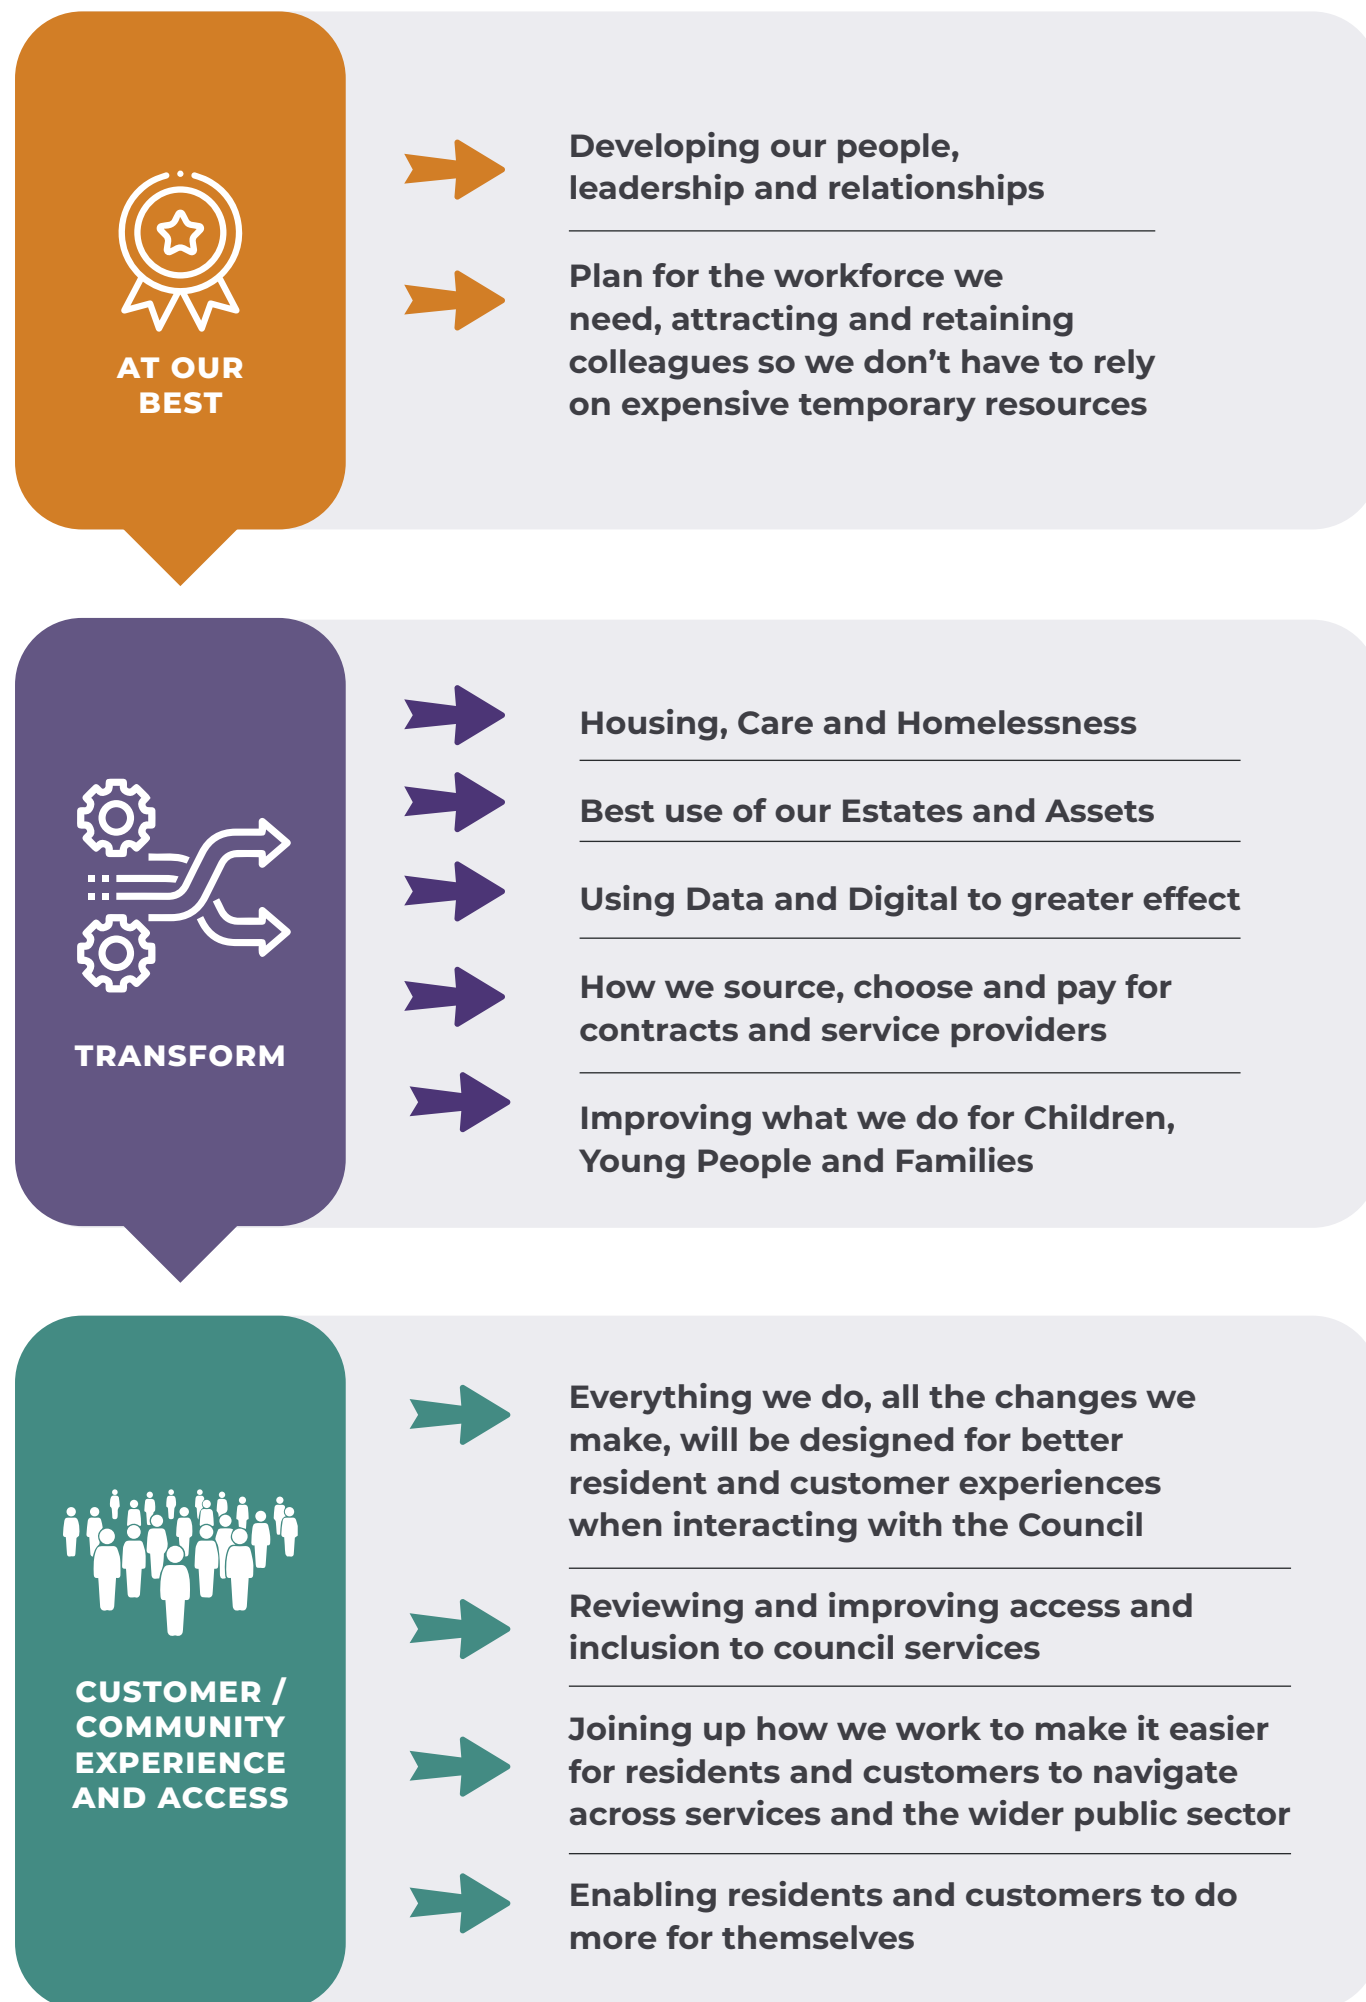 AT OUR
BEST
Developing our people,
leadership and relationships
Plan for the workforce we
need, attracting and retaining
colleagues so we don’t have to rely
on expensive temporary resources
TRANSFORM
Housing, Care and Homelessness
Best use of our Estates and Assets
Using Data and Digital to greater effect
How we source, choose and pay for
contracts and service providers
Improving what we do for Children,
Young People and Families
CUSTOMER /
COMMUNITY
EXPERIENCE
AND ACCESS
Everything we do, all the changes we
make, will be designed for better
resident and customer experiences
when interacting with the Council
Reviewing and improving access and
inclusion to council services
Joining up how we work to make it easier
for residents and customers to navigate
across services and the wider public sector
Enabling residents and customers to do
more for themselves